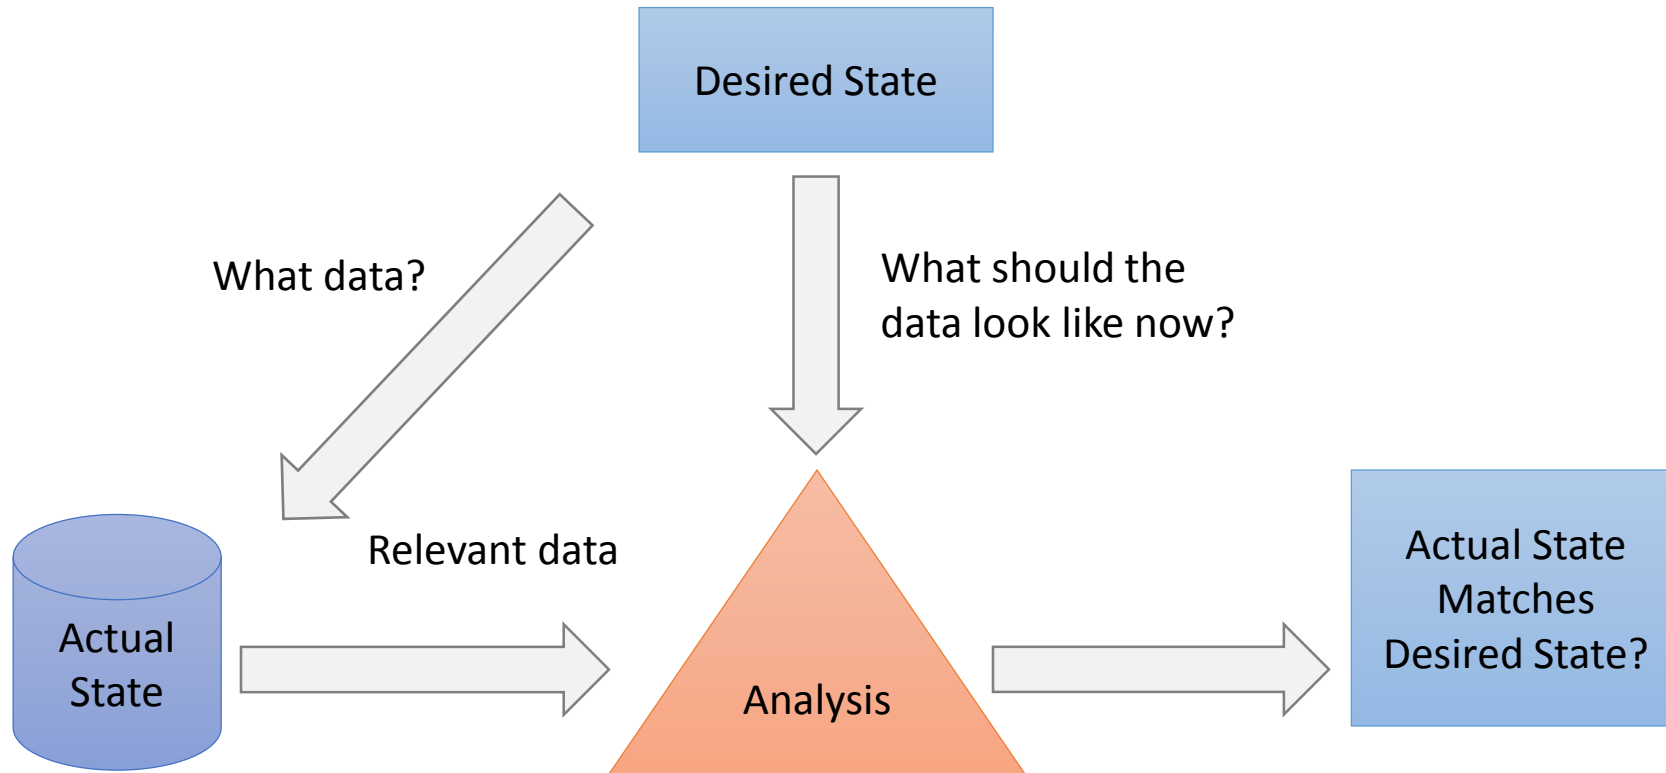 Desired State
What data?
What should the
data look like now?
Relevant data
Actual
State
Analysis
Actual State
Matches
Desired State?